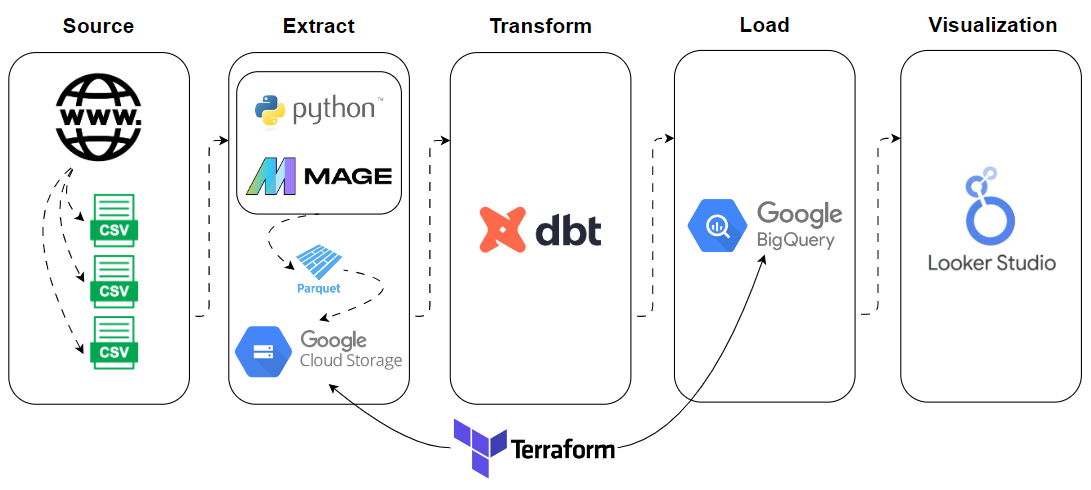 Source
Extract
Transform
Load
Visualization
www.
CSV
CSV
CSV
python™
MAGE
Parquet
Google
Cloud Storage
dbt
Google
BigQuery
Looker Studio
Terraform